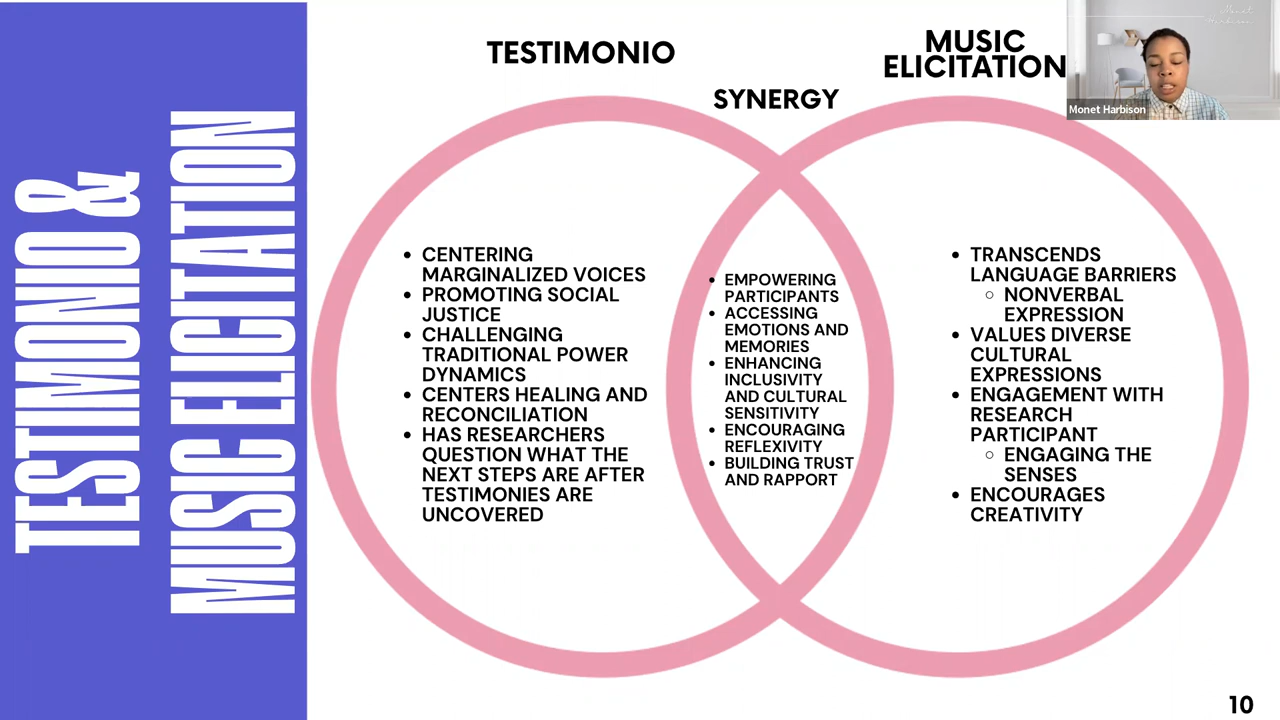 TESTIMONIO &
MUSIC ELICITATION
TESTIMONIO
• CENTERING
MARGINALIZED VOICES
• PROMOTING SOCIAL
JUSTICE
• CHALLENGING
TRADITIONAL POWER
DYNAMICS
• CENTERS HEALING AND
RECONCILIATION
• HAS RESEARCHERS
QUESTION WHAT THE
NEXT STEPS ARE AFTER
TESTIMONIES ARE
UNCOVERED
SYNERGY
• EMPOWERING
PARTICIPANTS
• ACCESSING
EMOTIONS AND
MEMORIES
• ENHANCING
INCLUSIVITY
AND CULTURAL
SENSITIVITY
• ENCOURAGING
REFLEXIVITY
• BUILDING TRUST
AND RAPPORT
MUSIC
ELICITATION
• TRANSCENDS
LANGUAGE BARRIERS
○ NONVERBAL
EXPRESSION
• VALUES DIVERSE
CULTURAL
EXPRESSIONS
• ENGAGEMENT WITH
RESEARCH
PARTICIPANT
○ ENGAGING THE
SENSES
• ENCOURAGES
CREATIVITY
Monet
Harbison
Monet Harbison
10